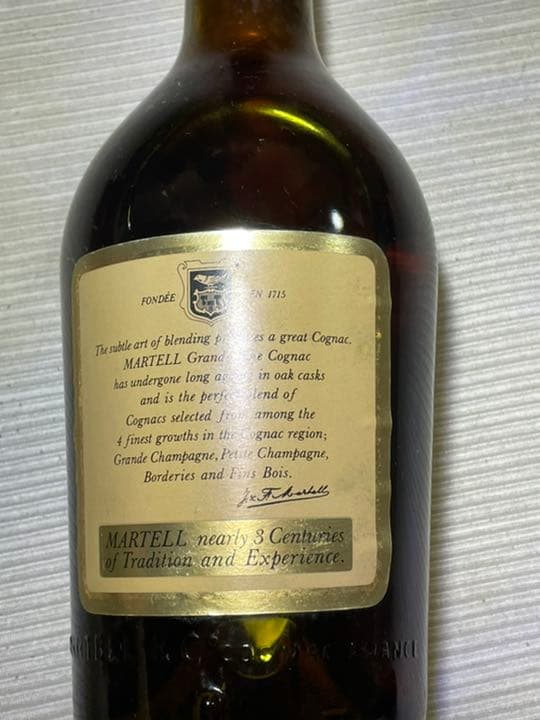 FONDÉE EN 1715
The subtle art of blending a great Cognac.
MARTELL Cognac
has undergone long in oak casks
and is the of
Cognacs selected among the
4 finest growths in the Cognac region;
Grande Champagne, Petite Champagne,
Borderies and Fins Bois.
J & F Martell
MARTELL nearly 3 Centuries
of Tradition and Experience.